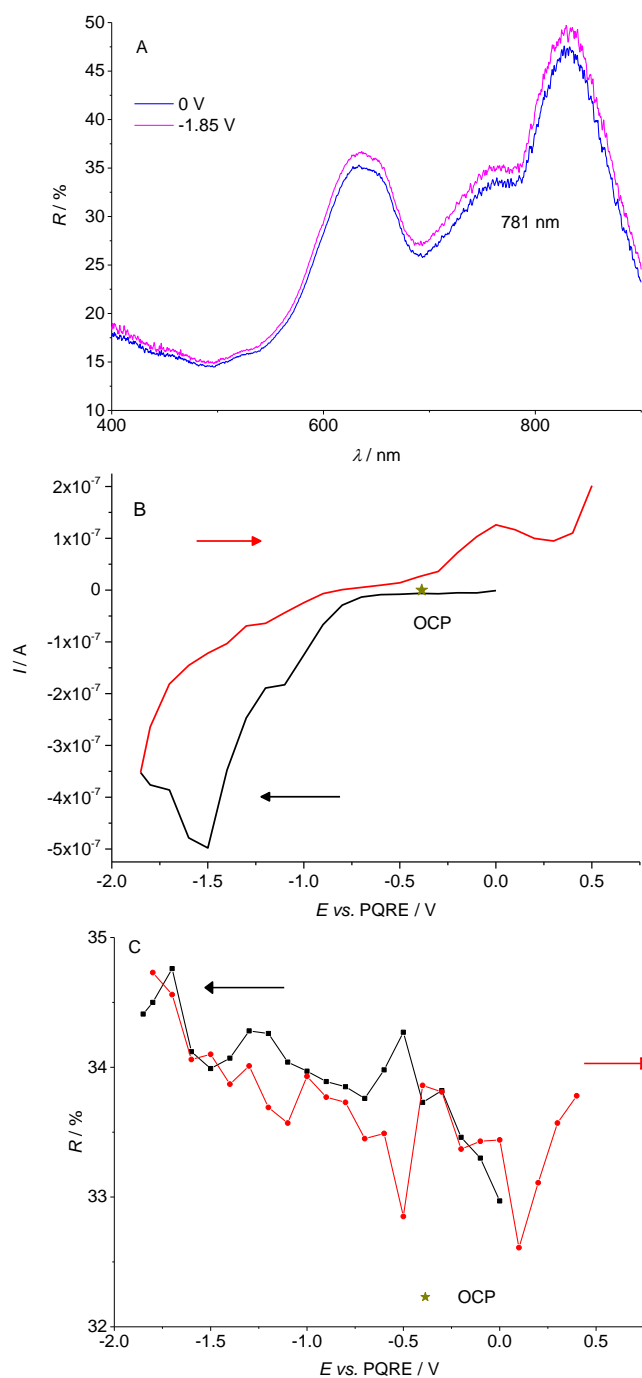 50
45
40
35
30
25
20
15
10
R / %
A
0 V
-1.85 V
781 nm
400
600
800
λ / nm
2x10⁻⁷
1x10⁻⁷
0
-1x10⁻⁷
-2x10⁻⁷
-3x10⁻⁷
-4x10⁻⁷
-5x10⁻⁷
I / A
B
OCP
-2.0
-1.5
-1.0
-0.5
0.0
0.5
E vs. PQRE / V
35
34
33
32
R / %
C
OCP
-2.0
-1.5
-1.0
-0.5
0.0
0.5
E vs. PQRE / V